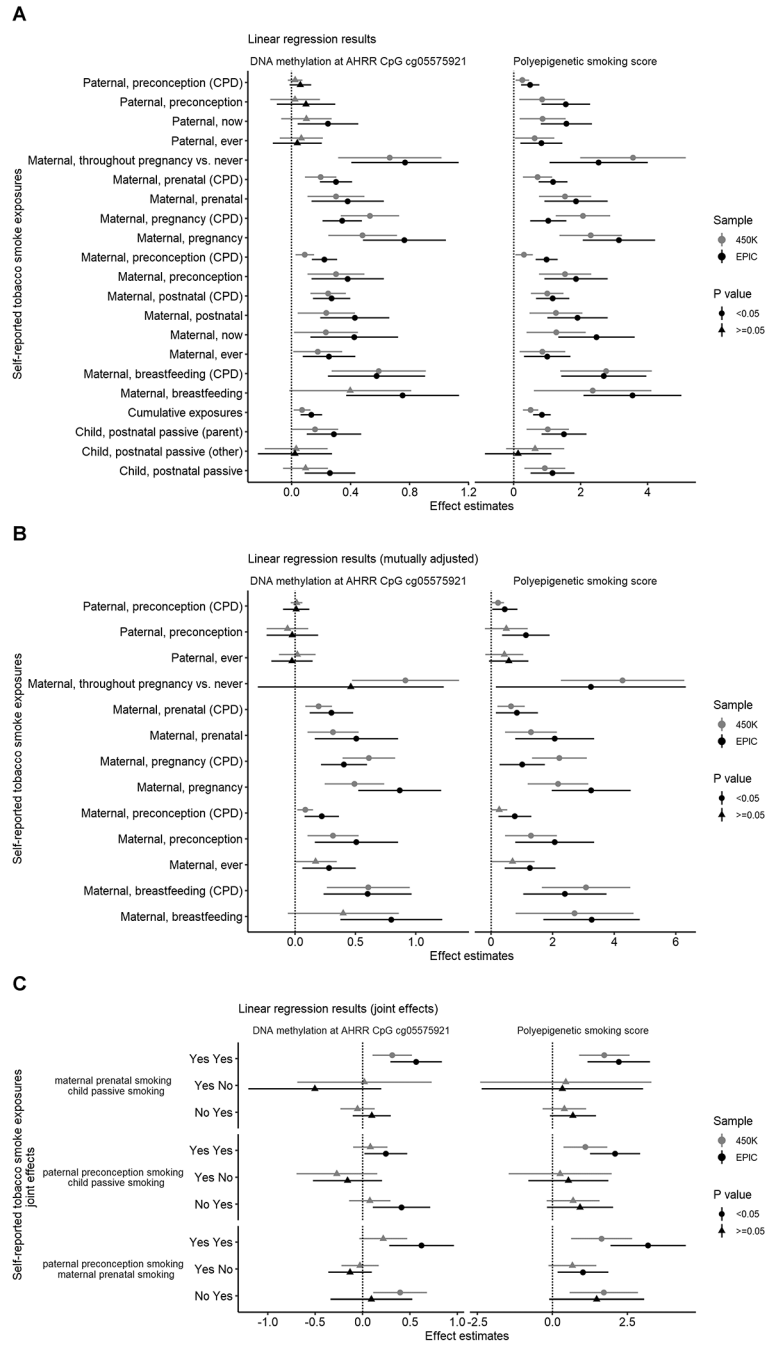 A
Linear regression results
DNA methylation at AHRR CpG cg05575921
Polyepigenetic smoking score
Self-reported tobacco smoke exposures
Paternal, preconception (CPD)
Paternal, preconception
Paternal, now
Paternal, ever
Maternal, throughout pregnancy vs. never
Maternal, prenatal (CPD)
Maternal, prenatal
Maternal, pregnancy (CPD)
Maternal, pregnancy
Maternal, preconception (CPD)
Maternal, preconception
Maternal, postnatal (CPD)
Maternal, postnatal
Maternal, now
Maternal, ever
Maternal, breastfeeding (CPD)
Maternal, breastfeeding
Cumulative exposures
Child, postnatal passive (parent)
Child, postnatal passive (other)
Child, postnatal passive
0.0 0.4 0.8 1.2
0 2 4
Effect estimates
Sample
450K
EPIC
P value
<0.05
>=0.05
B
Linear regression results (mutually adjusted)
DNA methylation at AHRR CpG cg05575921
Polyepigenetic smoking score
Self-reported tobacco smoke exposures
Paternal, preconception (CPD)
Paternal, preconception
Paternal, ever
Maternal, throughout pregnancy vs. never
Maternal, prenatal (CPD)
Maternal, prenatal
Maternal, pregnancy (CPD)
Maternal, pregnancy
Maternal, preconception (CPD)
Maternal, preconception
Maternal, ever
Maternal, breastfeeding (CPD)
Maternal, breastfeeding
0.0 0.5 1.0
0 2 4 6
Effect estimates
Sample
450K
EPIC
P value
<0.05
>=0.05
C
Linear regression results (joint effects)
DNA methylation at AHRR CpG cg05575921
Polyepigenetic smoking score
Self-reported tobacco smoke exposures
joint effects
maternal prenatal smoking
child passive smoking
Yes Yes
Yes No
No Yes
paternal preconception smoking
child passive smoking
Yes Yes
Yes No
No Yes
paternal preconception smoking
maternal prenatal smoking
Yes Yes
Yes No
No Yes
-1.0 -0.5 0.0 0.5 1.0
-2.5 0.0 2.5
Effect estimates
Sample
450K
EPIC
P value
<0.05
>=0.05